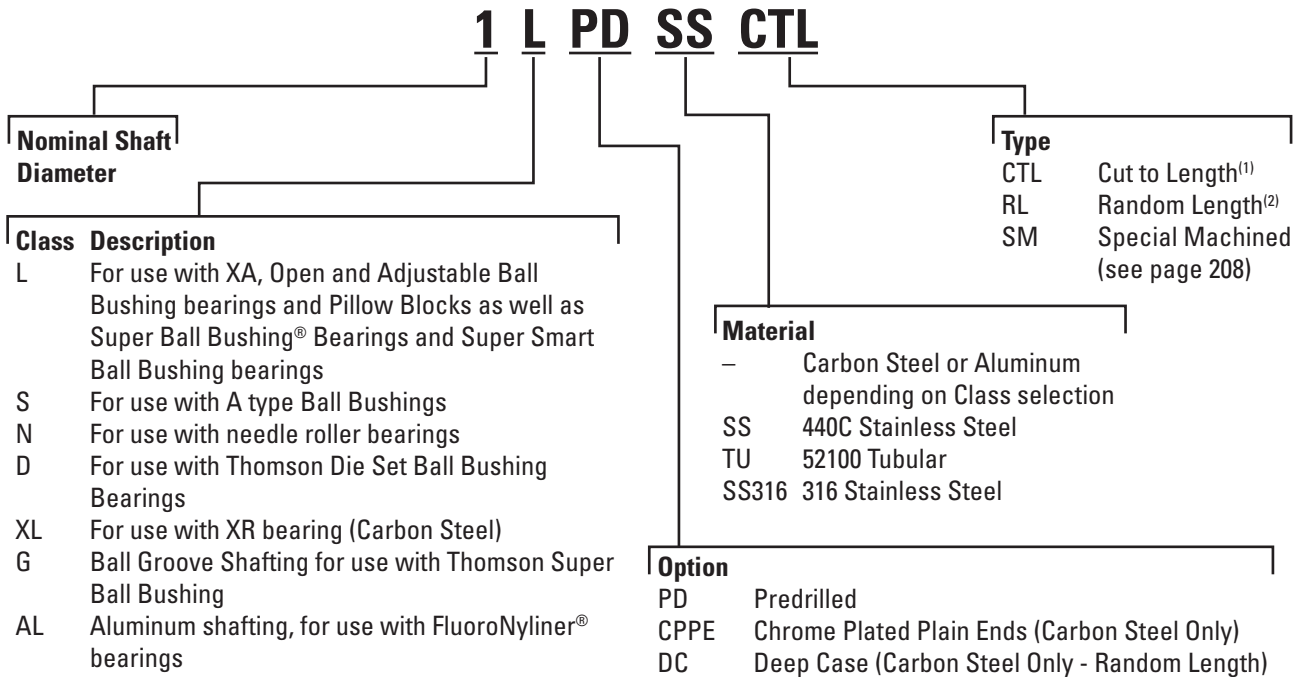 1 L PD SS CTL
Nominal Shaft
Diameter
Class Description
L For use with XA, Open and Adjustable Ball
Bushing bearings and Pillow Blocks as well as
Super Ball Bushing® Bearings and Super Smart
Ball Bushing bearings
S For use with A type Ball Bushings
N For use with needle roller bearings
D For use with Thomson Die Set Ball Bushing
Bearings
XL For use with XR bearing (Carbon Steel)
G Ball Groove Shafting for use with Thomson Super
Ball Bushing
AL Aluminum shafting, for use with FluoroNyliner®
bearings
Type
CTL Cut to Length(1)
RL Random Length(2)
SM Special Machined
(see page 208)
Material
– Carbon Steel or Aluminum
depending on Class selection
SS 440C Stainless Steel
TU 52100 Tubular
SS316 316 Stainless Steel
Option
PD Predrilled
CPPE Chrome Plated Plain Ends (Carbon Steel Only)
DC Deep Case (Carbon Steel Only - Random Length)